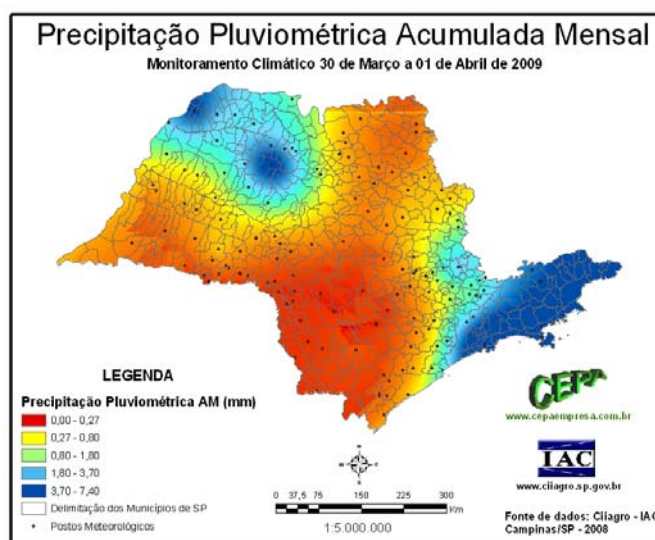 Precipitação Pluviométrica Acumulada Mensal
Monitoramento Climático 30 de Março a 01 de Abril de 2009
LEGENDA
Precipitação Pluviométrica AM (mm)
0,00 - 0,27
0,27 - 0,80
0,80 - 1,80
1,80 - 3,70
3,70 - 7,40
Delimitação dos Municípios de SP
Postos Meteorológicos
N
W E
S
0 37,5 75 150 225 300
Km
1:5.000.000
CEPA
www.cepaempresa.com.br
IAC
www.ciiagro.sp.gov.br
Fonte de dados: Ciiagro - IAC
Campinas/SP - 2008